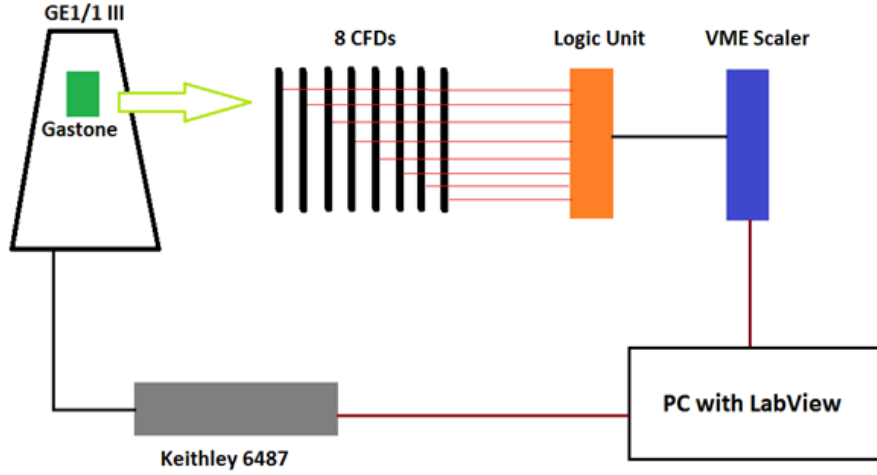 GE1/1 III
8 CFDs
Logic Unit
VME Scaler
Gastone
PC with LabView
Keithley 6487